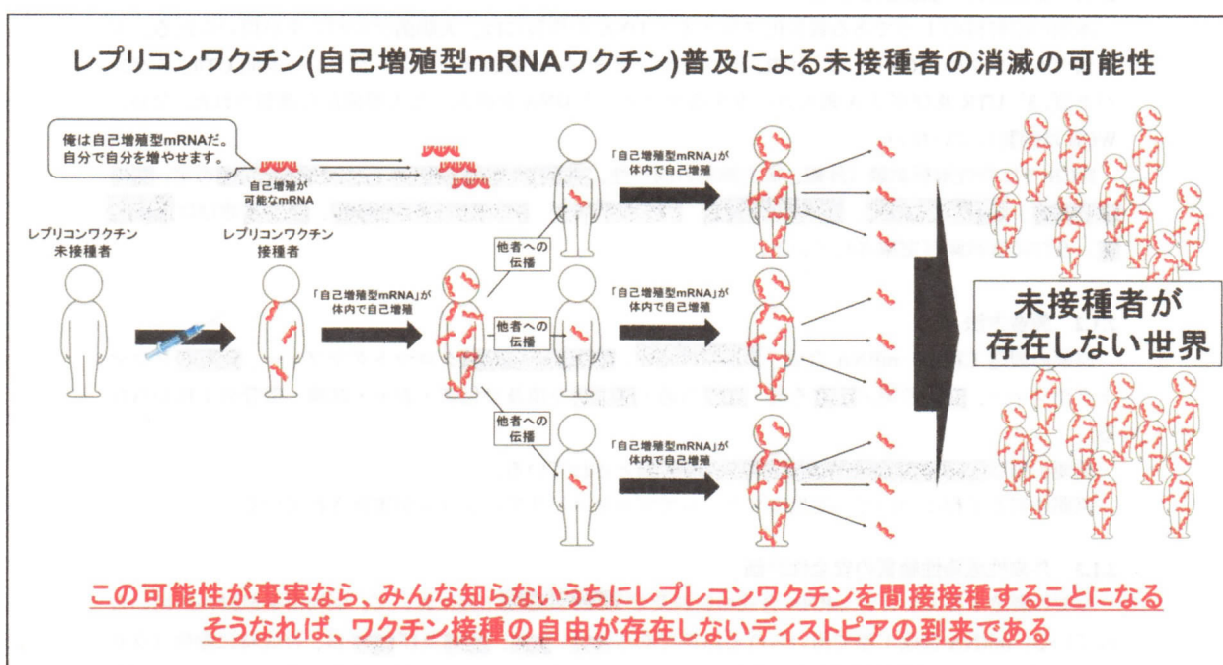 レプリコンワクチン(自己増殖型mRNAワクチン)普及による未接種者の消滅の可能性
俺は自己増殖型mRNAだ。
自分で自分を増やせます。
自己増殖が
可能なmRNA
レプリコンワクチン
未接種者
レプリコンワクチン
接種者
「自己増殖型mRNA」が
体内で自己増殖
他者への
伝播
他者への
伝播
他者への
伝播
「自己増殖型mRNA」が
体内で自己増殖
「自己増殖型mRNA」が
体内で自己増殖
「自己増殖型mRNA」が
体内で自己増殖
未接種者が
存在しない世界
この可能性が事実なら、みんな知らないうちにレプレコンワクチンを間接接種することになる
そうなれば、ワクチン接種の自由が存在しないディストピアの到来である